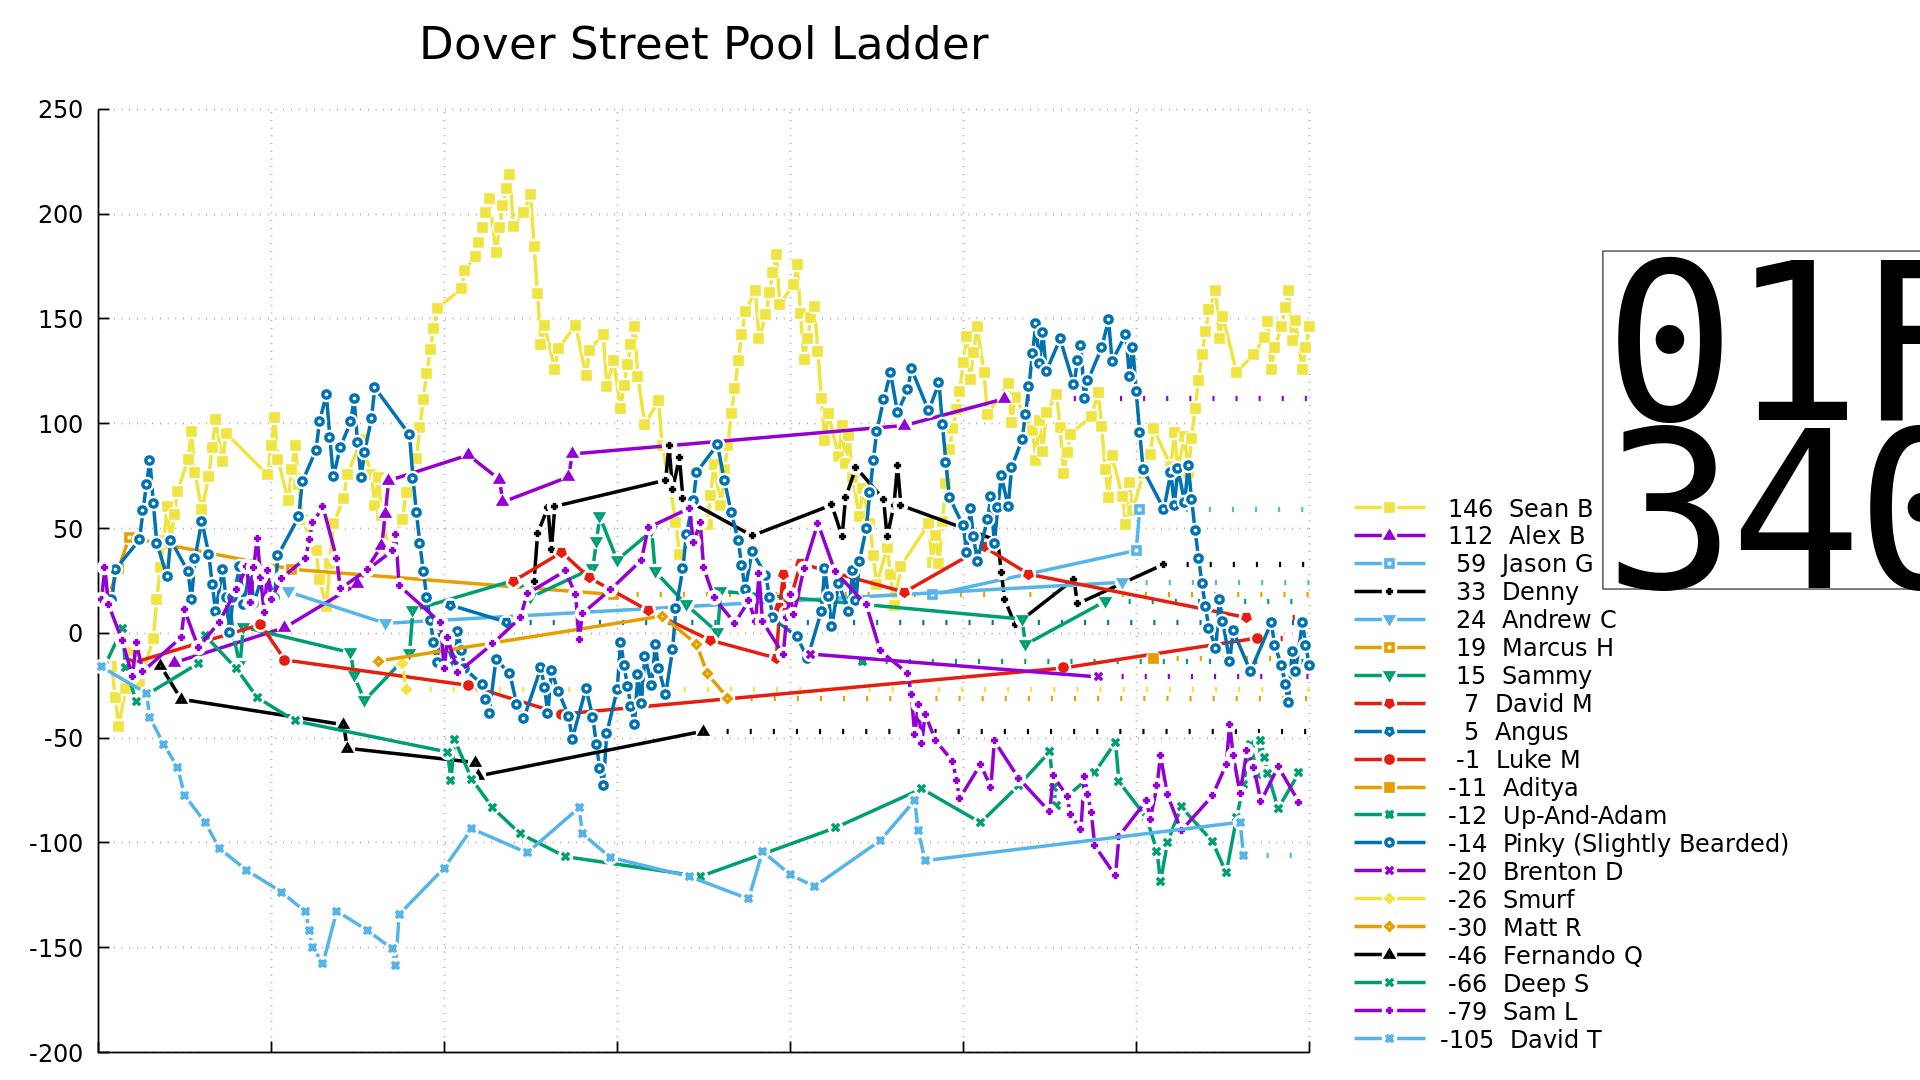 Dover Street Pool Ladder
250
200
150
100
50
0
-50
-100
-150
-200
146 Sean B
112 Alex B
59 Jason G
33 Denny
24 Andrew C
19 Marcus H
15 Sammy
7 David M
5 Angus
-1 Luke M
-11 Aditya
-12 Up-And-Adam
-14 Pinky (Slightly Bearded)
-20 Brenton D
-26 Smurf
-30 Matt R
-46 Fernando Q
-66 Deep S
-79 Sam L
-105 David T
01
340